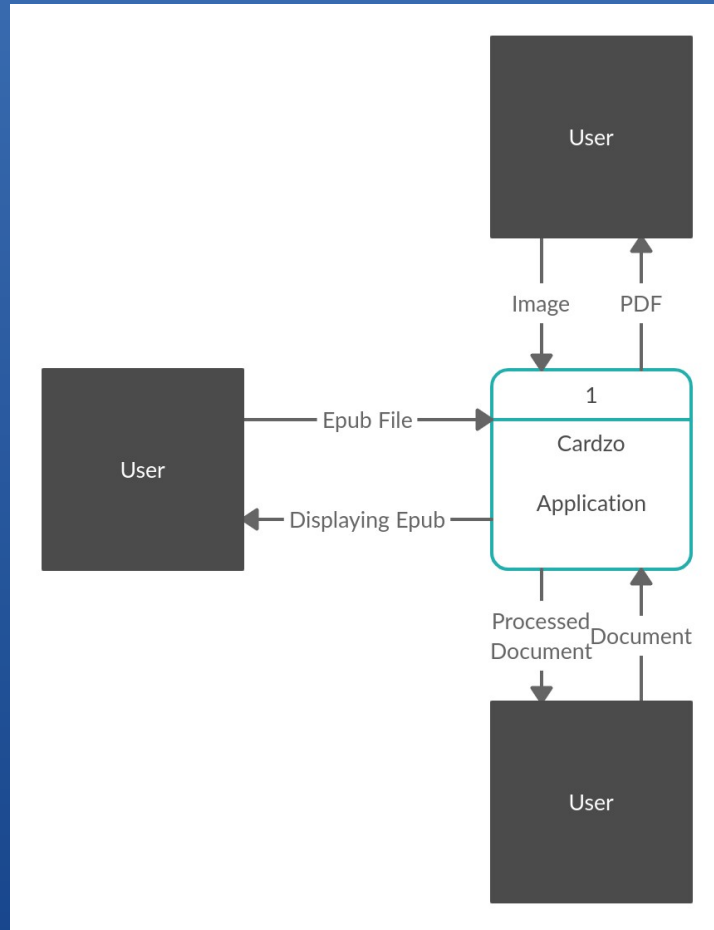 User
Image
PDF
1
Cardzo
Application
User
Epub File
Displaying Epub
Processed
Document
Document
User